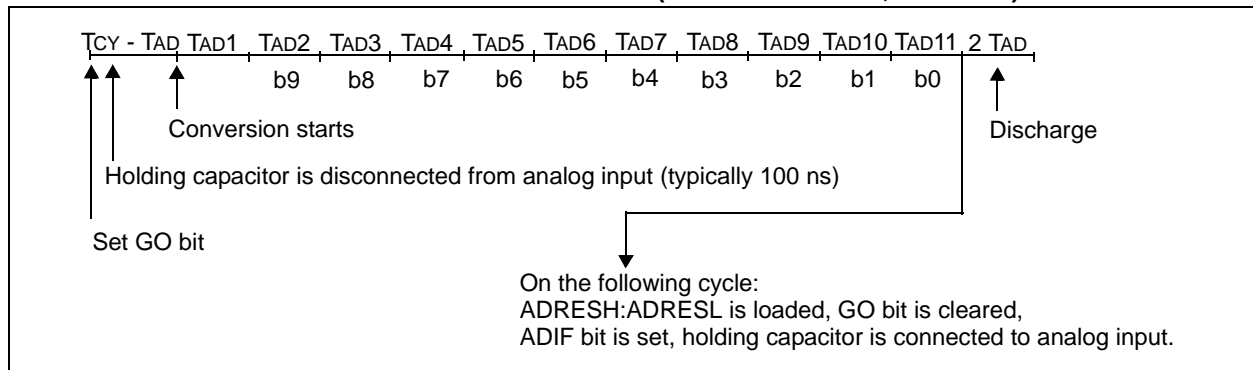 TCY - TAD TAD1 TAD2 TAD3 TAD4 TAD5 TAD6 TAD7 TAD8 TAD9 TAD10 TAD11 2 TAD
b9 b8 b7 b6 b5 b4 b3 b2 b1 b0
Conversion starts
Discharge
Holding capacitor is disconnected from analog input (typically 100 ns)
Set GO bit
On the following cycle:
ADRESH:ADRESL is loaded, GO bit is cleared,
ADIF bit is set, holding capacitor is connected to analog input.